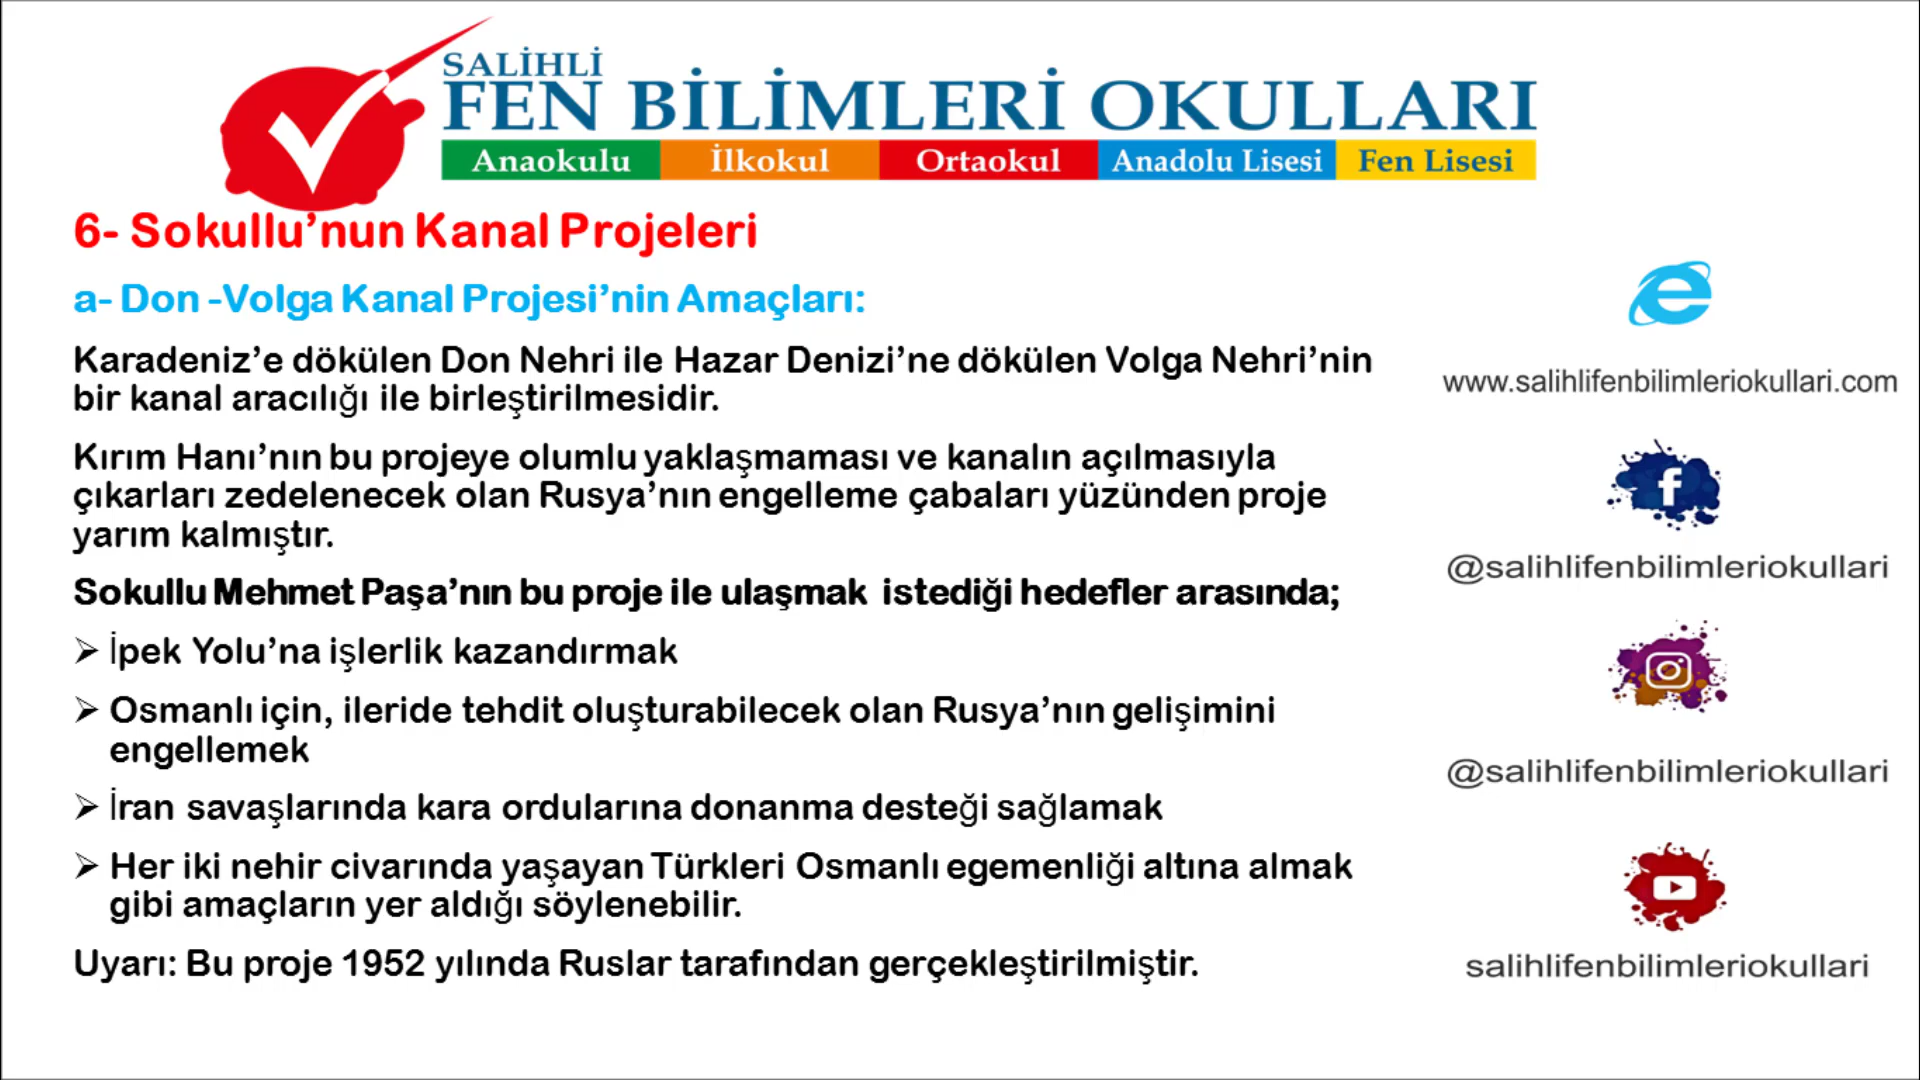 SALİHLİ
FEN BİLİMLERİ OKULLARI
Anaokulu İlkokul Ortaokul Anadolu Lisesi Fen Lisesi
6- Sokullu’nun Kanal Projeleri
a- Don -Volga Kanal Projesi’nin Amaçları:
Karadeniz’e dökülen Don Nehri ile Hazar Denizi’ne dökülen Volga Nehri’nin
bir kanal aracılığı ile birleştirilmesidir.
Kırım Hanı’nın bu projeye olumlu yaklaşmaması ve kanalın açılmasıyla
çıkarları zedelenecek olan Rusya’nın engelleme çabaları yüzünden proje
yarım kalmıştır.
Sokullu Mehmet Paşa’nın bu proje ile ulaşmak istediği hedefler arasında;
➢ İpek Yolu’na işlerlik kazandırmak
➢ Osmanlı için, ileride tehdit oluşturabilecek olan Rusya’nın gelişimini
engellemek
➢ İran savaşlarında kara ordularına donanma desteği sağlamak
➢ Her iki nehir civarında yaşayan Türkleri Osmanlı egemenliği altına almak
gibi amaçların yer aldığı söylenebilir.
Uyarı: Bu proje 1952 yılında Ruslar tarafından gerçekleştirilmiştir.
www.salihlifenbilimleriokullari.com
@salihlifenbilimleriokullari
@salihlifenbilimleriokullari
salihlifenbilimleriokullari